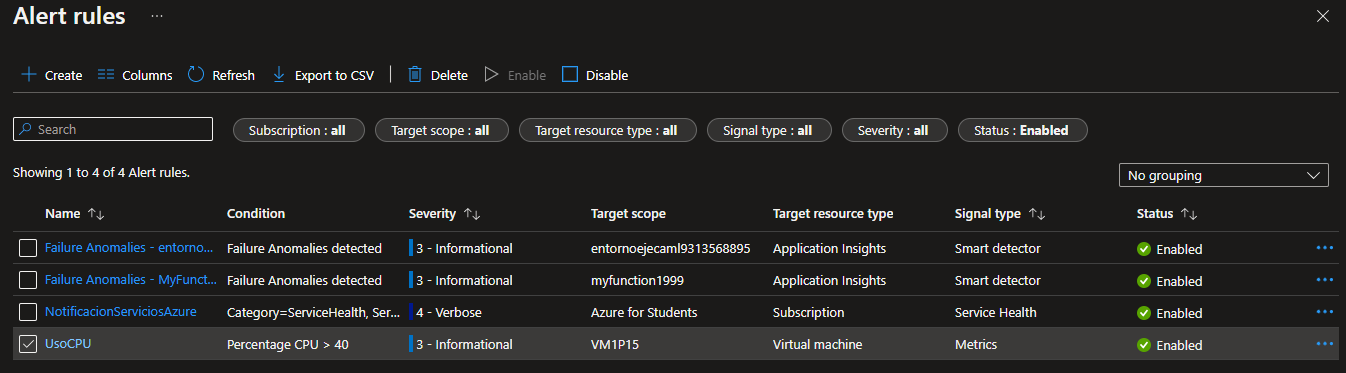 Alert rules ...
Create Columns Refresh Export to CSV Delete Enable Disable
Search Subscription : all Target scope : all Target resource type : all Signal type : all Severity : all Status : Enabled
Showing 1 to 4 of 4 Alert rules.
No grouping
Name Condition Severity Target scope Target resource type Signal type Status
Failure Anomalies - entorno... Failure Anomalies detected 3 - Informational entornoejecaml9313568895 Application Insights Smart detector Enabled
Failure Anomalies - MyFunct... Failure Anomalies detected 3 - Informational myfunction1999 Application Insights Smart detector Enabled
NotificacionServiciosAzure Category=ServiceHealth, Ser... 4 - Verbose Azure for Students Subscription Service Health Enabled
UsoCPU Percentage CPU > 40 3 - Informational VM1P15 Virtual machine Metrics Enabled